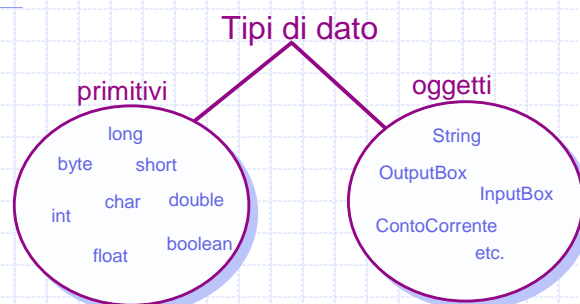 Tipi di dato
primitivi
oggetti
long
byte short
int char double
float boolean
String
OutputBox
InputBox
ContoCorrente
etc.